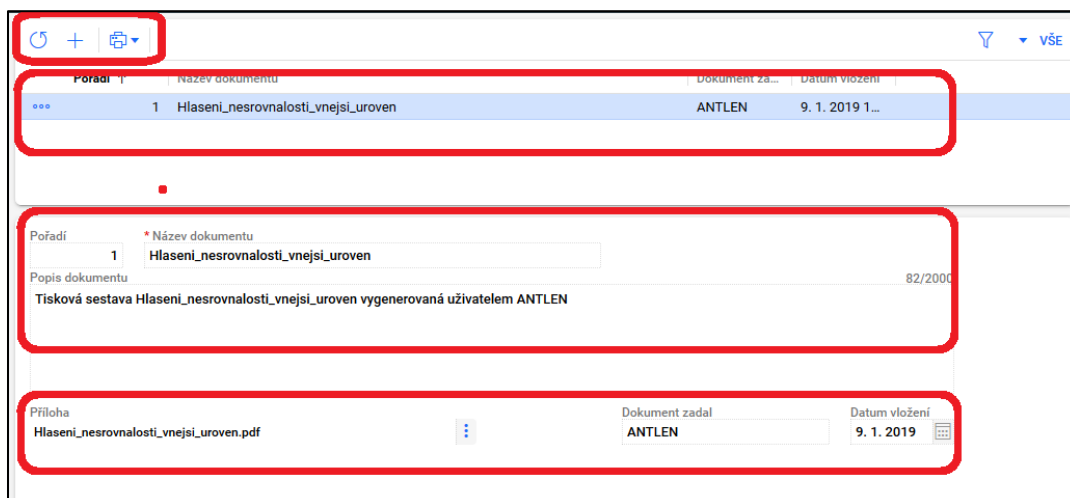 VŠE
Pořadí Název dokumentu Dokument za... Datum vložení
1 Hlaseni_nesrovnalosti_vnejsi_uroven ANTLEN 9. 1. 2019 1...
Pořadí * Název dokumentu
1 Hlaseni_nesrovnalosti_vnejsi_uroven
Popis dokumentu 82/2000
Tisková sestava Hlaseni_nesrovnalosti_vnejsi_uroven vygenerovaná uživatelem ANTLEN
Příloha Dokument zadal Datum vložení
Hlaseni_nesrovnalosti_vnejsi_uroven.pdf ANTLEN 9. 1. 2019